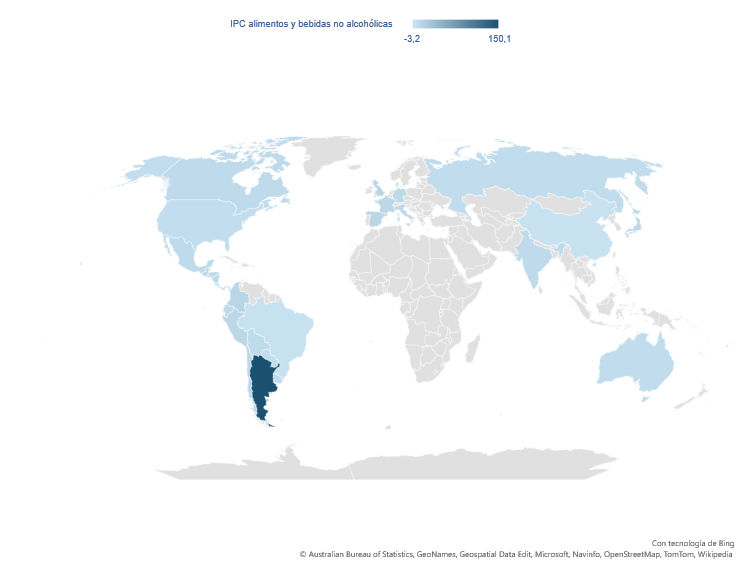 IPC alimentos y bebidas no alcohólicas
-3,2 150,1
Con tecnología de Bing
© Australian Bureau of Statistics, GeoNames, Geospatial Data Edit, Microsoft, Navinfo, OpenStreetMap, TomTom, Wikipedia